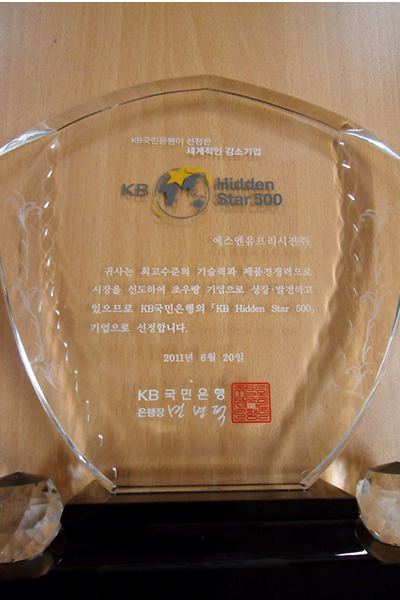 KB국민은행이 선정한
세계적인 강소기업
KB Hidden
Star 500
에스엔유프리시젼㈜
귀사는 최고수준의 기술력과 제품경쟁력으로
시장을 선도하여 초우량 기업으로 성장·발전하고
있으므로 KB국민은행의 「KB Hidden Star 500」
기업으로 선정합니다.
2011년 6월 20일
KB국민은행
은행장 민병덕